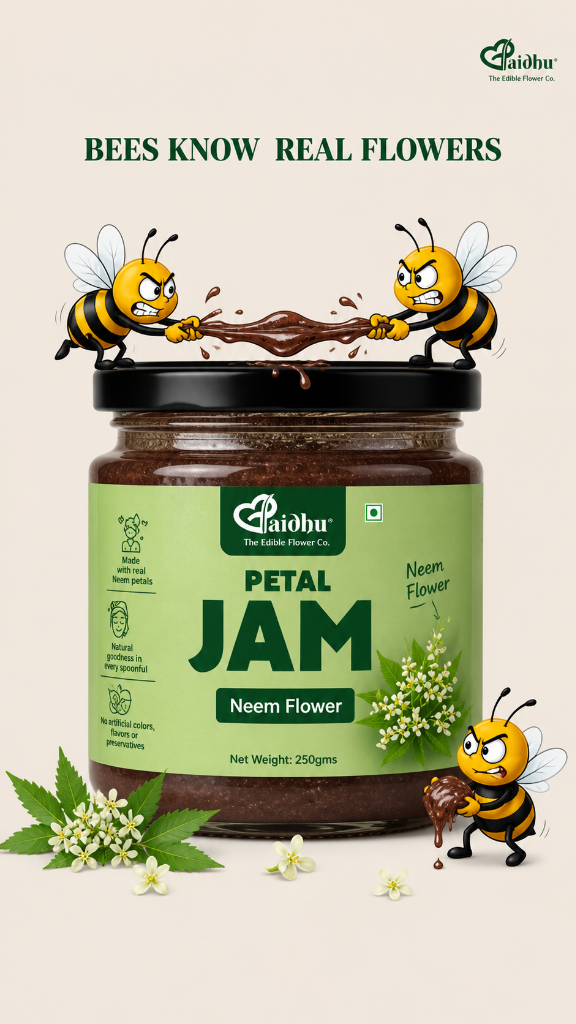 Paidhu®
The Edible Flower Co.
BEES KNOW REAL FLOWERS
Paidhu®
The Edible Flower Co.
Made
with real
Neem petals
Natural
goodness in
every spoonful
No artificial colors,
flavors or
preservatives
PETAL
JAM
Neem Flower
Neem
Flower
Net Weight: 250gms